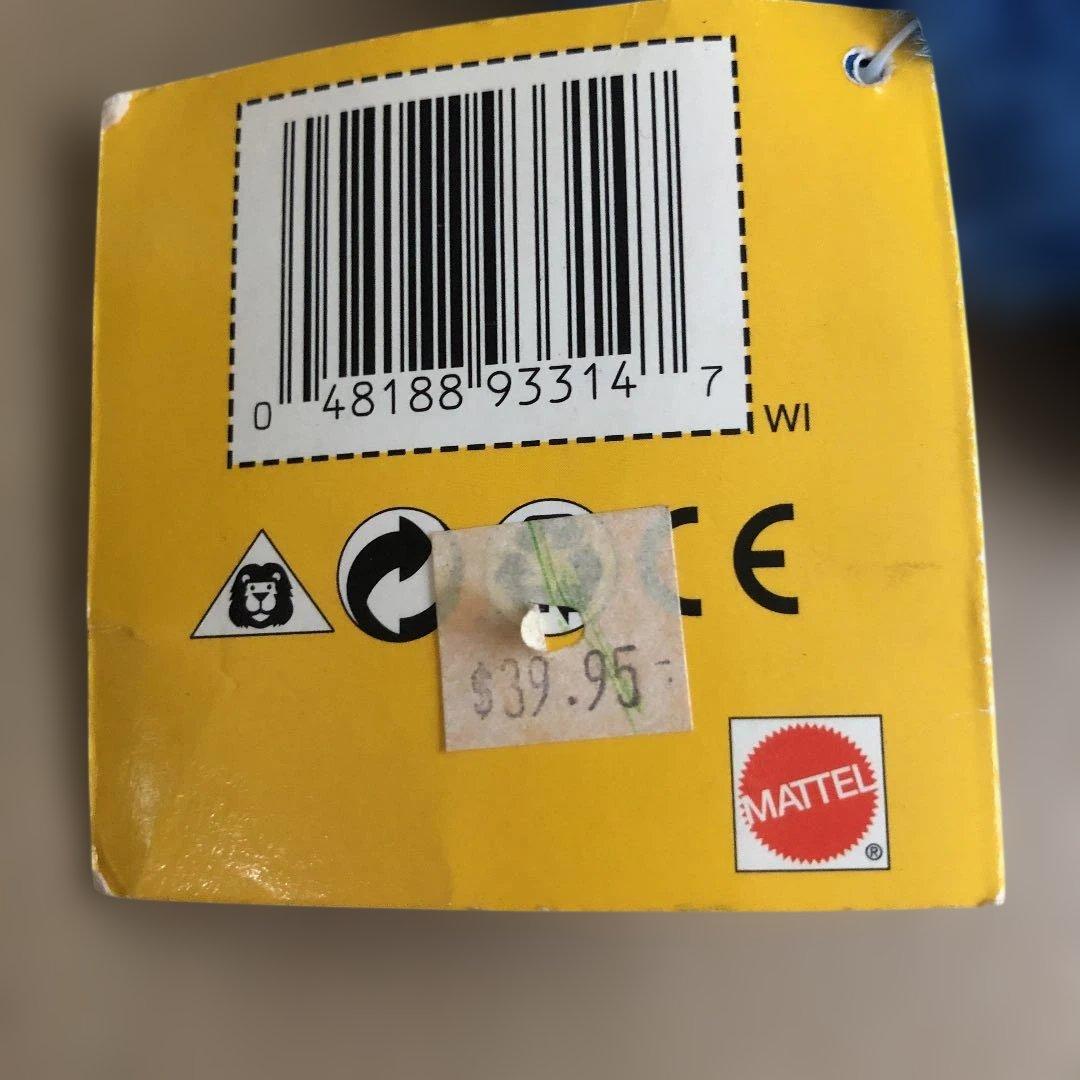 0 48188 93314 7
WI
CE
$39.95
MATTEL
®